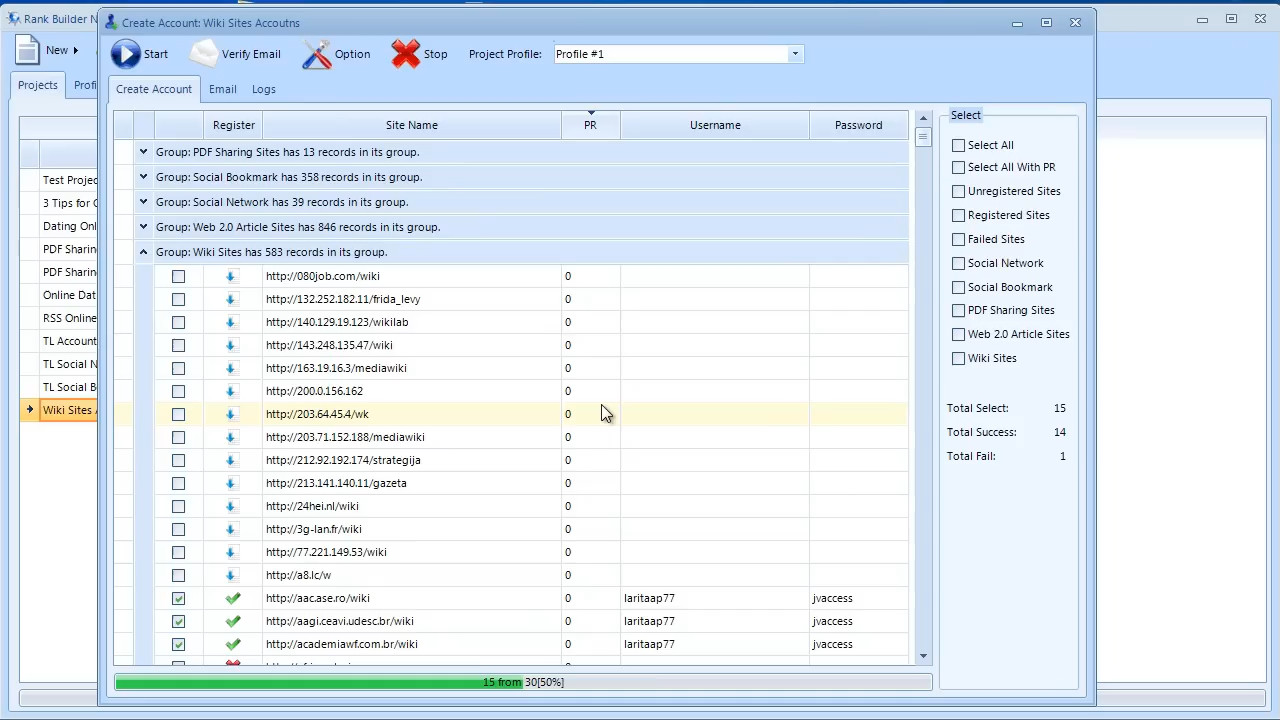 Rank Builder N
Create Account: Wiki Sites Accoutns
New
Start
Verify Email
Option
Stop
Project Profile:
Profile #1
Projects
Profi
Create Account
Email
Logs
Register
Site Name
PR
Username
Password
Group: PDF Sharing Sites has 13 records in its group.
Group: Social Bookmark has 358 records in its group.
Group: Social Network has 39 records in its group.
Group: Web 2.0 Article Sites has 846 records in its group.
Group: Wiki Sites has 583 records in its group.
http://080job.com/wiki 0
http://132.252.182.11/frida_levy 0
http://140.129.19.123/wikilab 0
http://143.248.135.47/wiki 0
http://163.19.16.3/mediawiki 0
http://200.0.156.162 0
http://203.64.45.4/wk 0
http://203.71.152.188/mediawiki 0
http://212.92.192.174/strategija 0
http://213.141.140.11/gazeta 0
http://24hei.nl/wiki 0
http://3g-lan.fr/wiki 0
http://77.221.149.53/wiki 0
http://a8.lc/w 0
http://aac.ase.ro/wiki 0 laritaap77 jvaccess
http://aagi.ceavi.udesc.br/wiki 0 laritaap77 jvaccess
http://academiawf.com.br/wiki 0 laritaap77 jvaccess
15 from 30[50%]
Test Projec
3 Tips for
Dating Onl
PDF Sharin
PDF Sharin
Online Dat
RSS Online
TL Account
TL Social N
TL Social B
Wiki Sites
Select
Select All
Select All With PR
Unregistered Sites
Registered Sites
Failed Sites
Social Network
Social Bookmark
PDF Sharing Sites
Web 2.0 Article Sites
Wiki Sites
Total Select: 15
Total Success: 14
Total Fail: 1